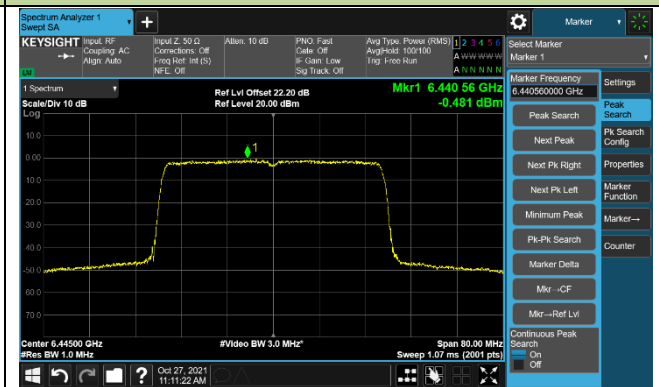 Spectrum Analyzer 1
Swept SA
+
Marker
KEYSIGHT
Input: RF
Coupling: AC
Align: Auto
Input Z: 50 Ω
Corrections: Off
Freq Ref: Int (S)
NFE: Off
Atten: 10 dB
PNO: Fast
Gate: Off
IF Gain: Low
Sig Track: Off
Avg Type: Power (RMS)
Avg|Hold: 100/100
Trig: Free Run
1 2 3 4 5 6
A W W W W W
A N N N N N
LXI
Select Marker
Marker 1
1 Spectrum
Scale/Div 10 dB
Log
Ref Lvl Offset 22.20 dB
Ref Level 20.00 dBm
Mkr1 6.440 56 GHz
-0.481 dBm
10.0
0.00
-10.0
-20.0
-30.0
-40.0
-50.0
-60.0
-70.0
1
Center 6.44500 GHz
#Res BW 1.0 MHz
#Video BW 3.0 MHz*
Span 80.00 MHz
Sweep 1.07 ms (2001 pts)
Marker Frequency
6.440560000 GHz
Peak Search
Next Peak
Next Pk Right
Next Pk Left
Minimum Peak
Pk-Pk Search
Marker Delta
Mkr→CF
Mkr→Ref Lvl
Continuous Peak
Search
On
Off
Settings
Peak
Search
Pk Search
Config
Properties
Marker
Function
Marker→
Counter
?
Oct 27, 2021
11:11:22 AM